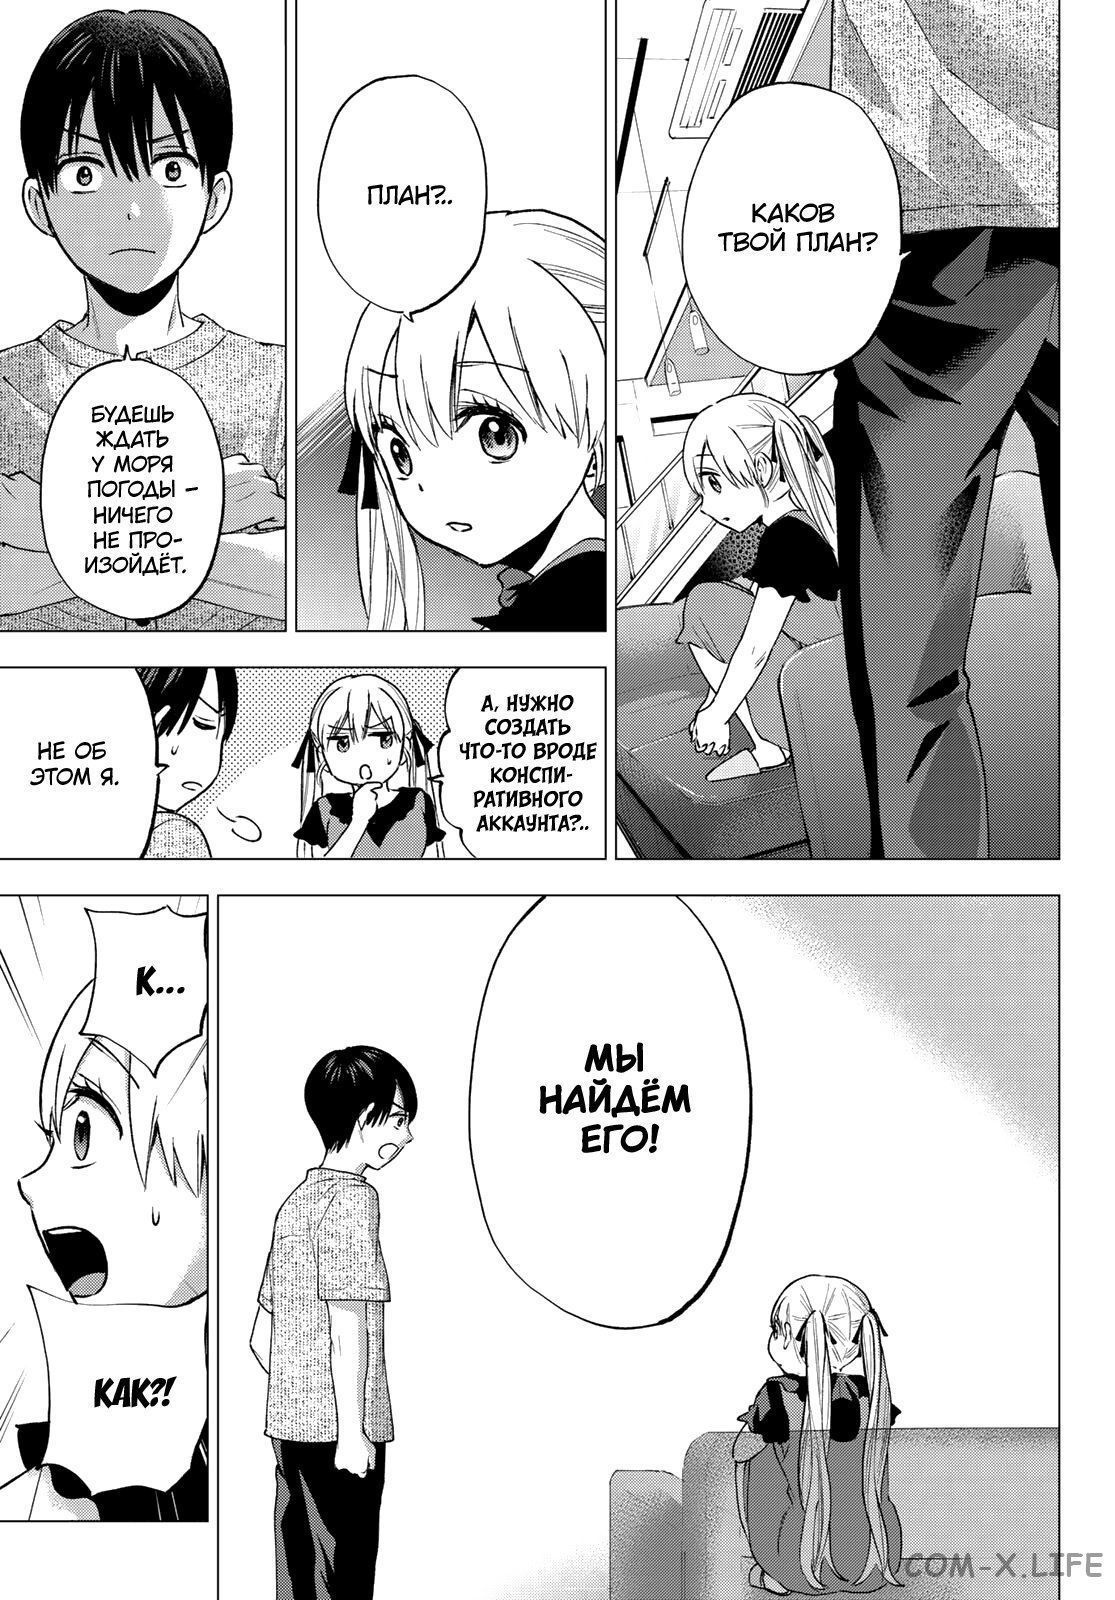 КАКОВ
ТВОЙ ПЛАН?
ПЛАН?..
БУДЕШЬ
ЖДАТЬ
У МОРЯ
ПОГОДЫ –
НИЧЕГО
НЕ ПРО-
ИЗОЙДЁТ.
А, НУЖНО
СОЗДАТЬ
ЧТО-ТО ВРОДЕ
КОНСПИ-
РАТИВНОГО
АККАУНТА?..
НЕ ОБ
ЭТОМ Я.
МЫ
НАЙДЁМ
ЕГО!
К...
КАК?!
COM-X.LIFE